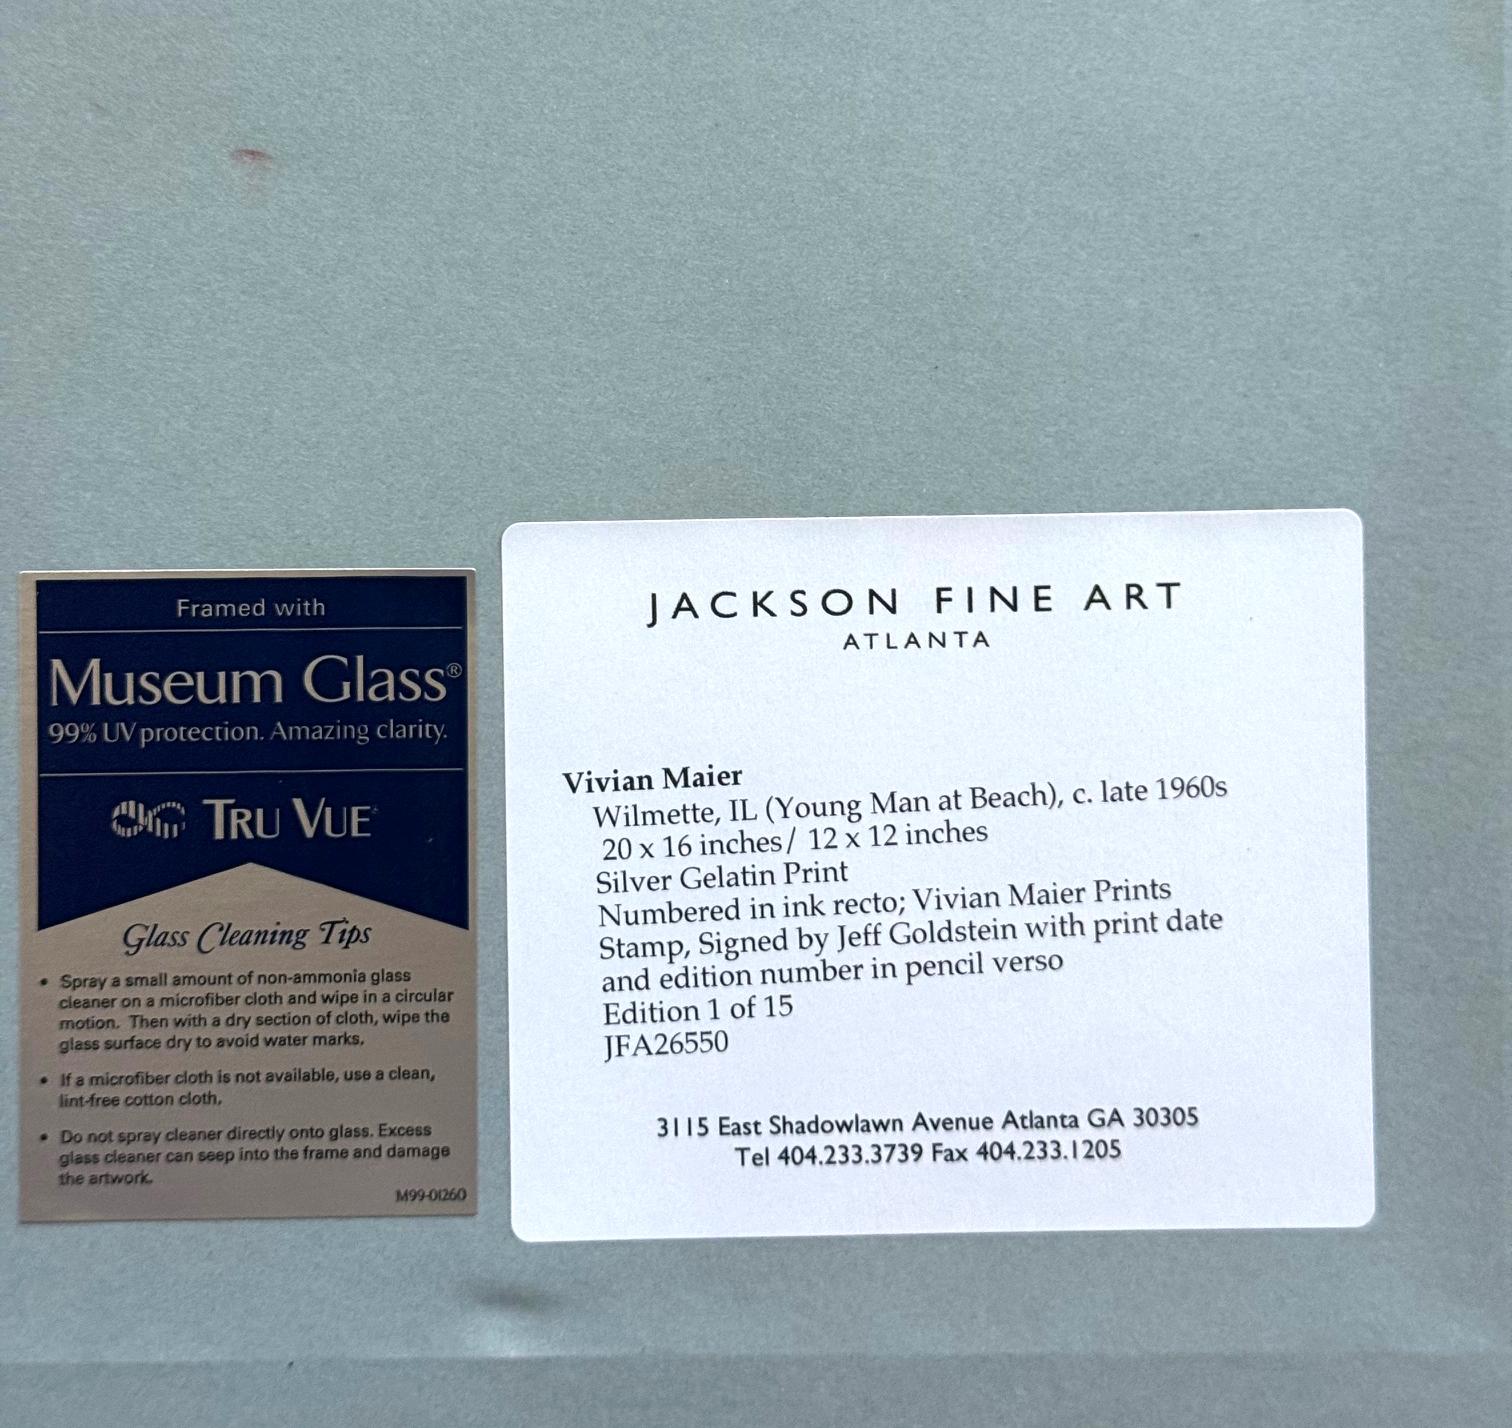 Framed with
Museum Glass®
99% UV protection. Amazing clarity.
TRU VUE
Glass Cleaning Tips
• Spray a small amount of non-ammonia glass
cleaner on a microfiber cloth and wipe in a circular
motion. Then with a dry section of cloth, wipe the
glass surface dry to avoid water marks.
• If a microfiber cloth is not available, use a clean,
lint-free cotton cloth.
• Do not spray cleaner directly onto glass. Excess
glass cleaner can seep into the frame and damage
the artwork.
M99-01260
JACKSON FINE ART
ATLANTA
Vivian Maier
Wilmette, IL (Young Man at Beach), c. late 1960s
20 x 16 inches/ 12 x 12 inches
Silver Gelatin Print
Numbered in ink recto; Vivian Maier Prints
Stamp, Signed by Jeff Goldstein with print date
and edition number in pencil verso
Edition 1 of 15
JFA26550
3115 East Shadowlawn Avenue Atlanta GA 30305
Tel 404.233.3739 Fax 404.233.1205